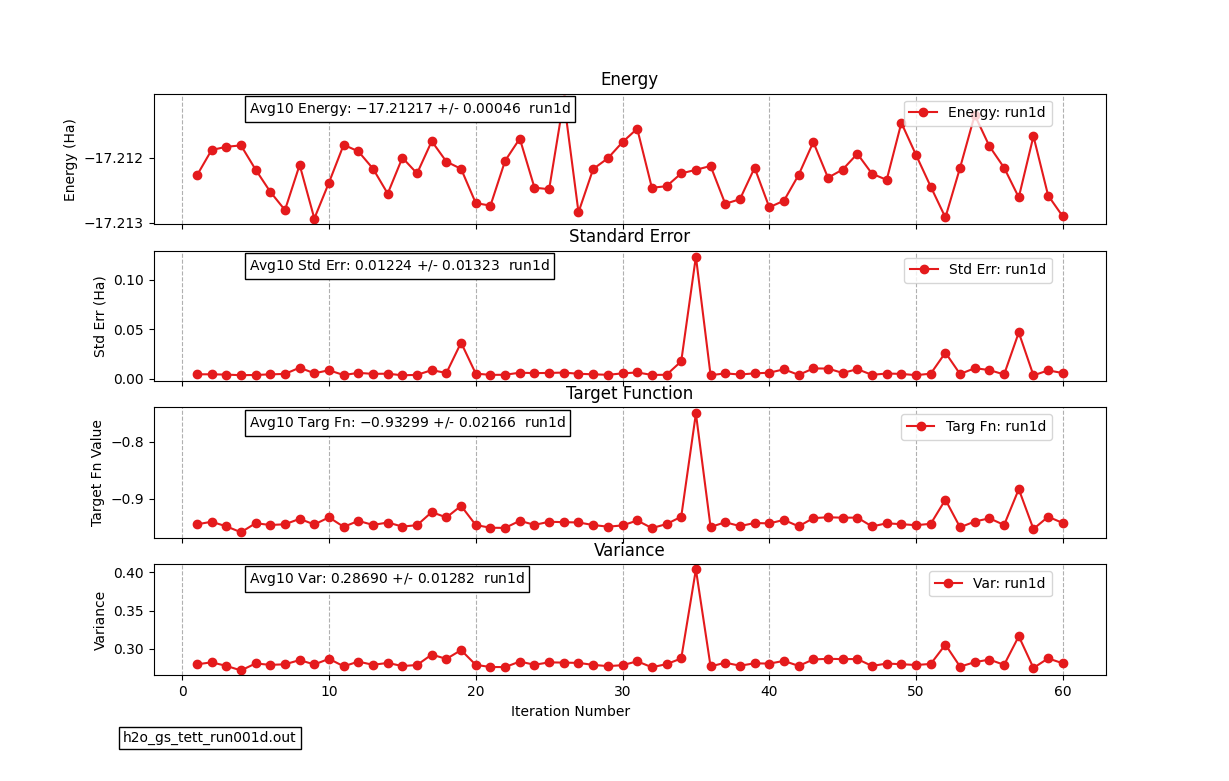 Energy
Avg10 Energy: −17.21217 +/- 0.00046  run1d
Energy: run1d
Energy (Ha)
−17.212
−17.213
Standard Error
Avg10 Std Err: 0.01224 +/- 0.01323  run1d
Std Err: run1d
Std Err (Ha)
0.10
0.05
0.00
Target Function
Avg10 Targ Fn: −0.93299 +/- 0.02166  run1d
Targ Fn: run1d
Target Fn Value
−0.8
−0.9
Variance
Avg10 Var: 0.28690 +/- 0.01282  run1d
Var: run1d
Variance
0.40
0.35
0.30
0 10 20 30 40 50 60
Iteration Number
h2o_gs_tett_run001d.out